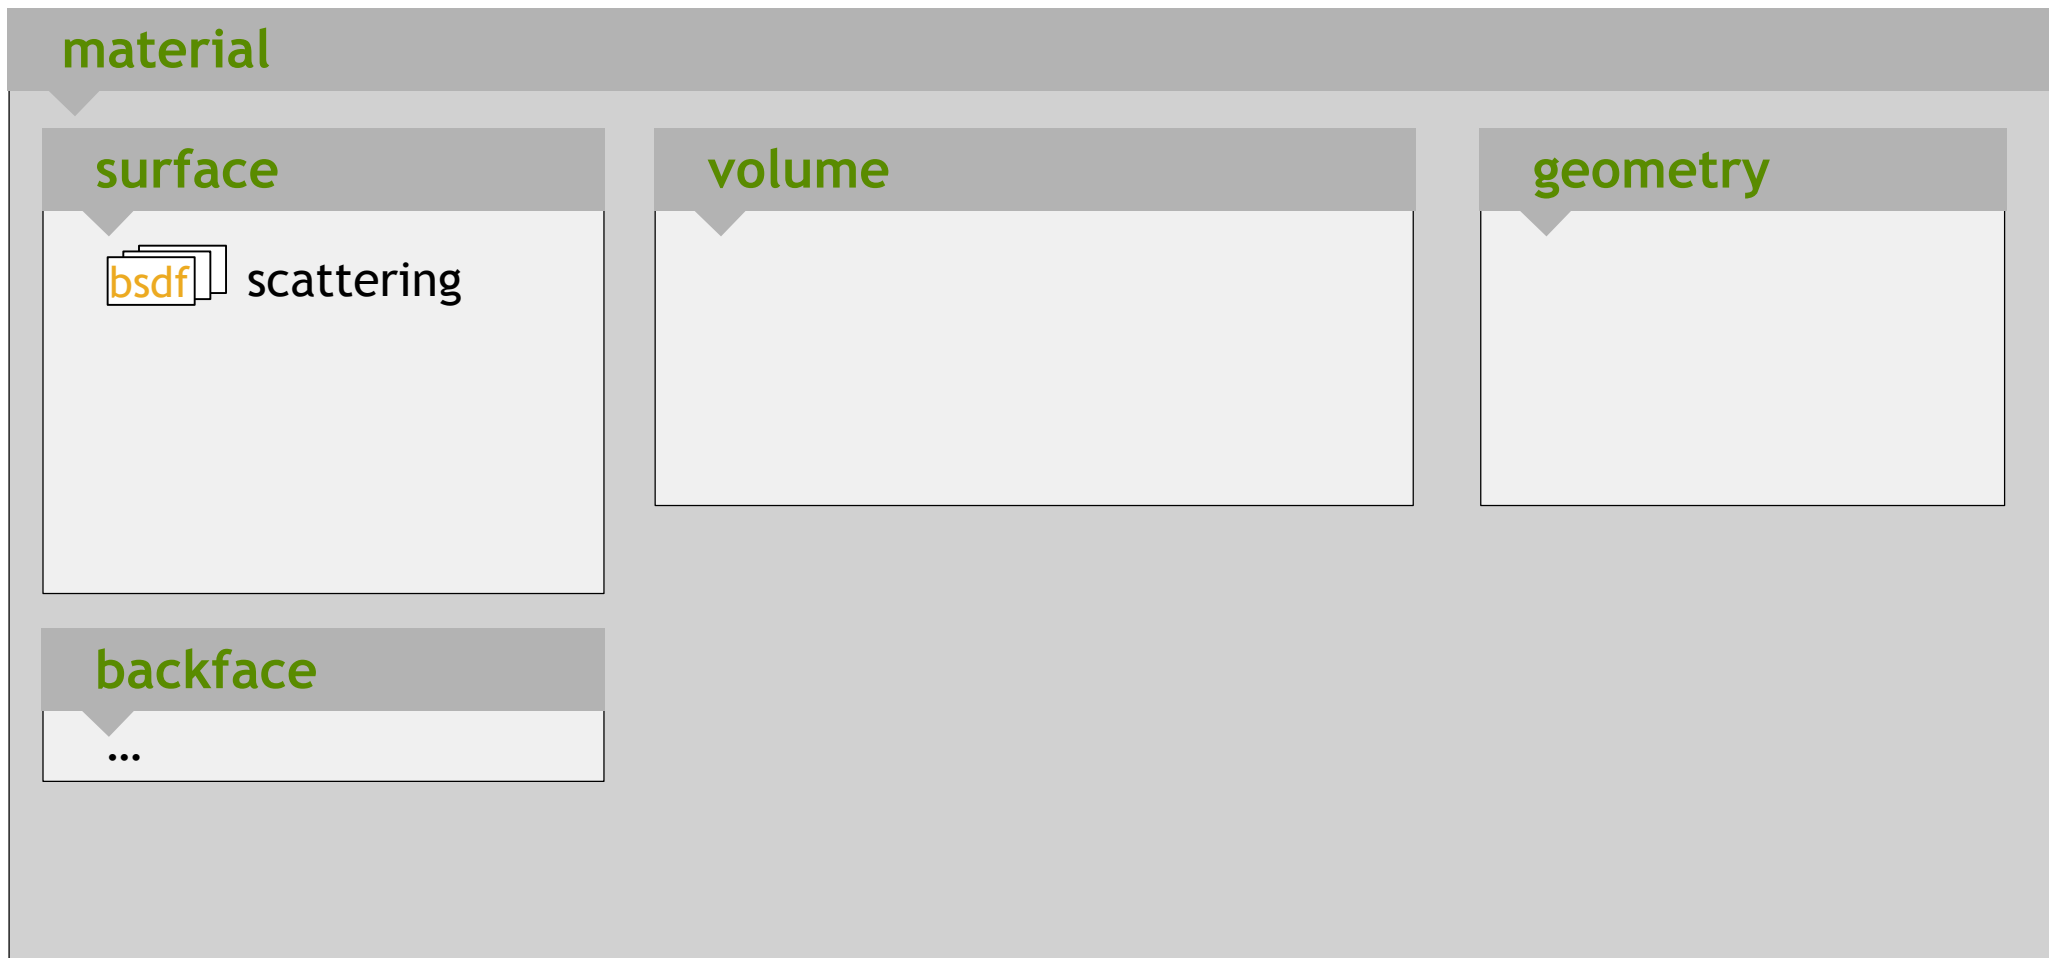 material
surface
volume
geometry
bsdf scattering
backface
...